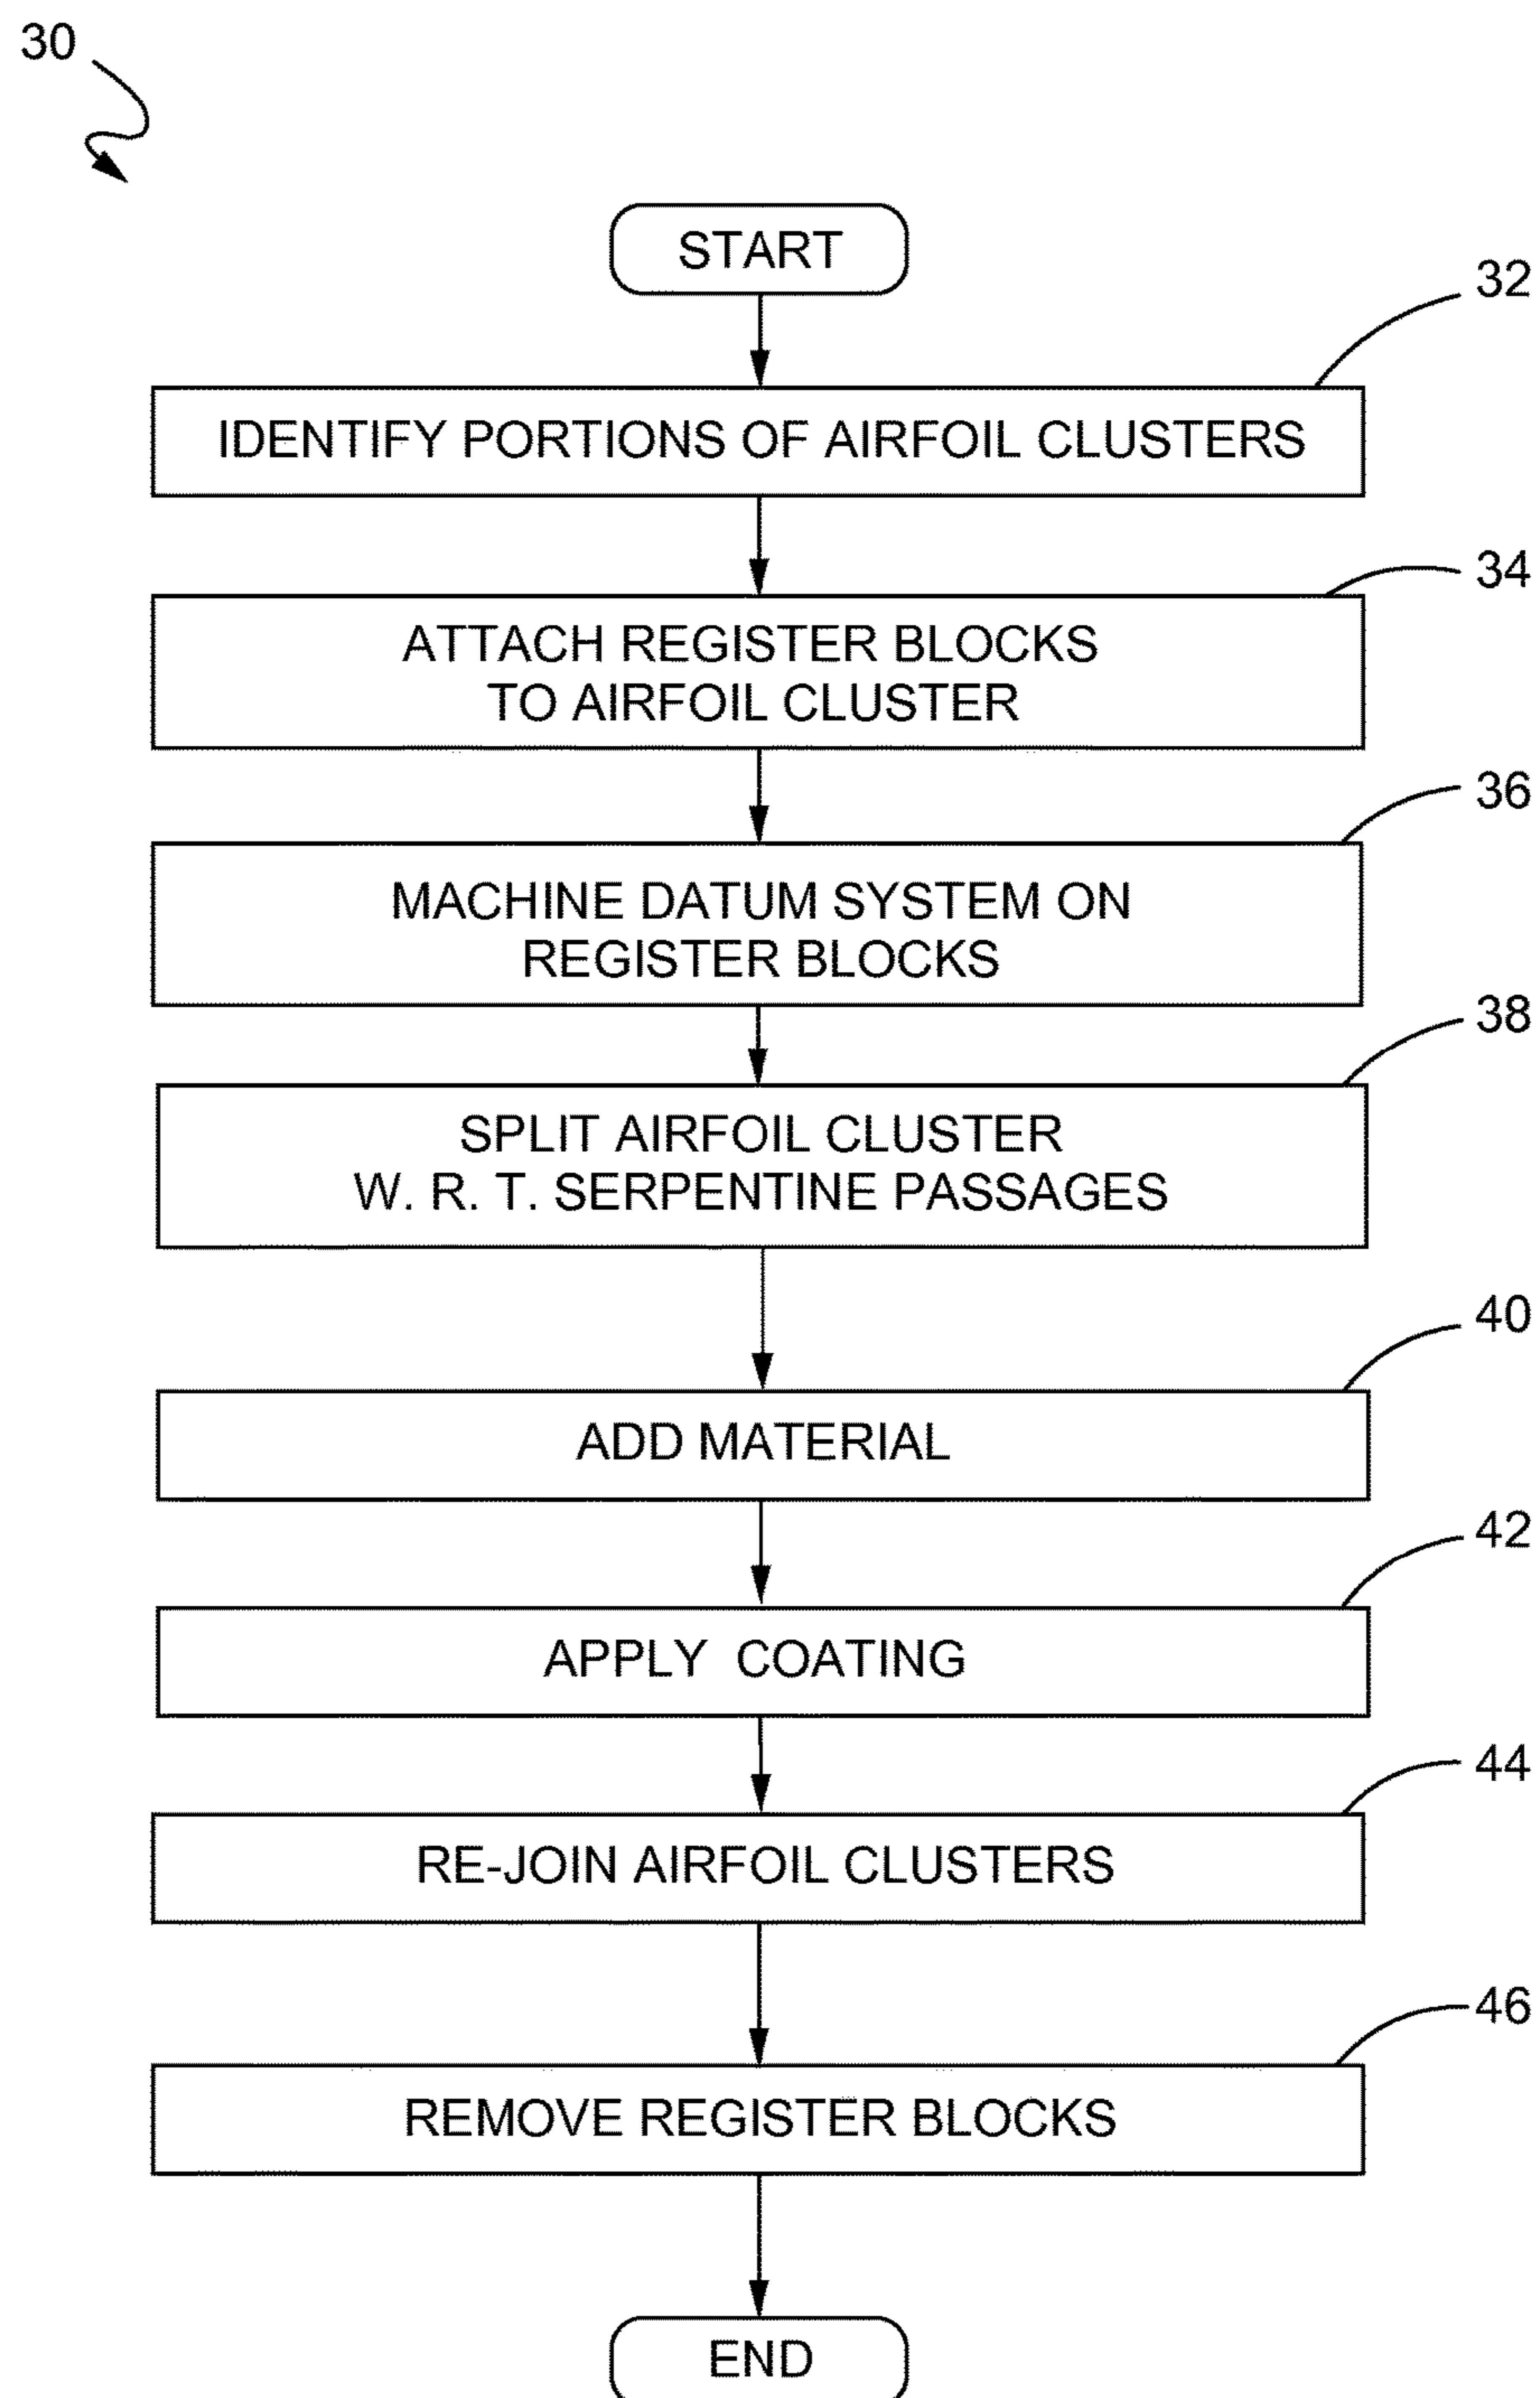 30
START
32
IDENTIFY PORTIONS OF AIRFOIL CLUSTERS
34
ATTACH REGISTER BLOCKS
TO AIRFOIL CLUSTER
36
MACHINE DATUM SYSTEM ON
REGISTER BLOCKS
38
SPLIT AIRFOIL CLUSTER
W. R. T. SERPENTINE PASSAGES
40
ADD MATERIAL
42
APPLY COATING
44
RE-JOIN AIRFOIL CLUSTERS
46
REMOVE REGISTER BLOCKS
END